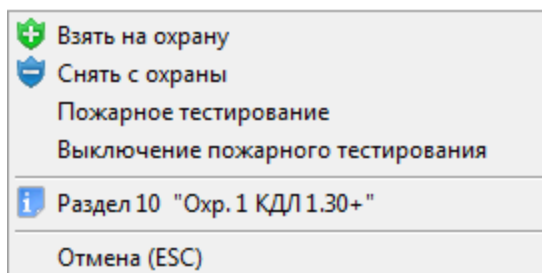 Взять на охрану
Снять с охраны
Пожарное тестирование
Выключение пожарного тестирования
Раздел 10 "Охр. 1 КДЛ 1.30+"
Отмена (ESC)